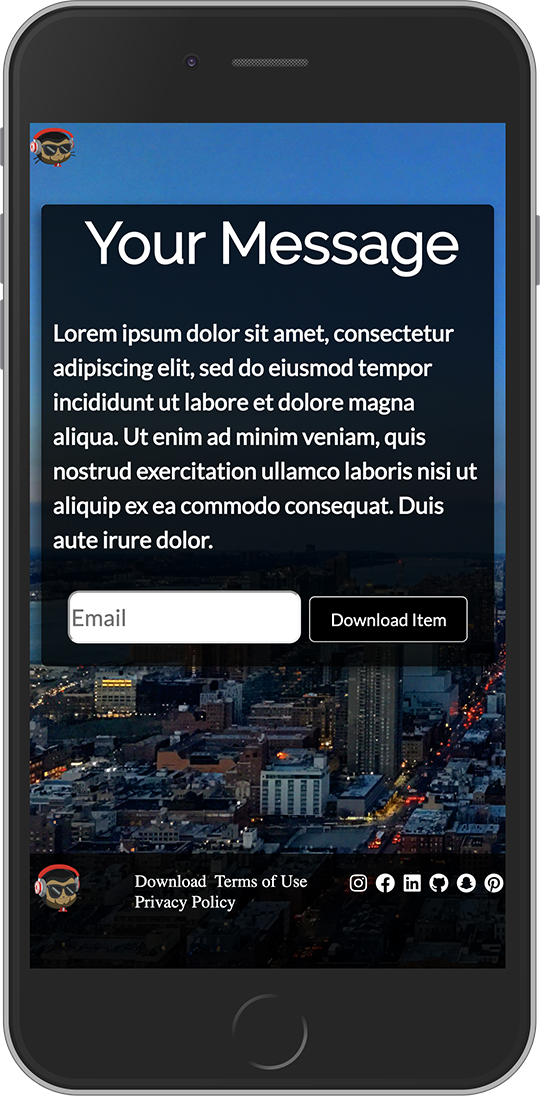 Your Message
Lorem ipsum dolor sit amet, consectetur
adipiscing elit, sed do eiusmod tempor
incididunt ut labore et dolore magna
aliqua. Ut enim ad minim veniam, quis
nostrud exercitation ullamco laboris nisi ut
aliquip ex ea commodo consequat. Duis
aute irure dolor.
Email
Download Item
Download Terms of Use
Privacy Policy